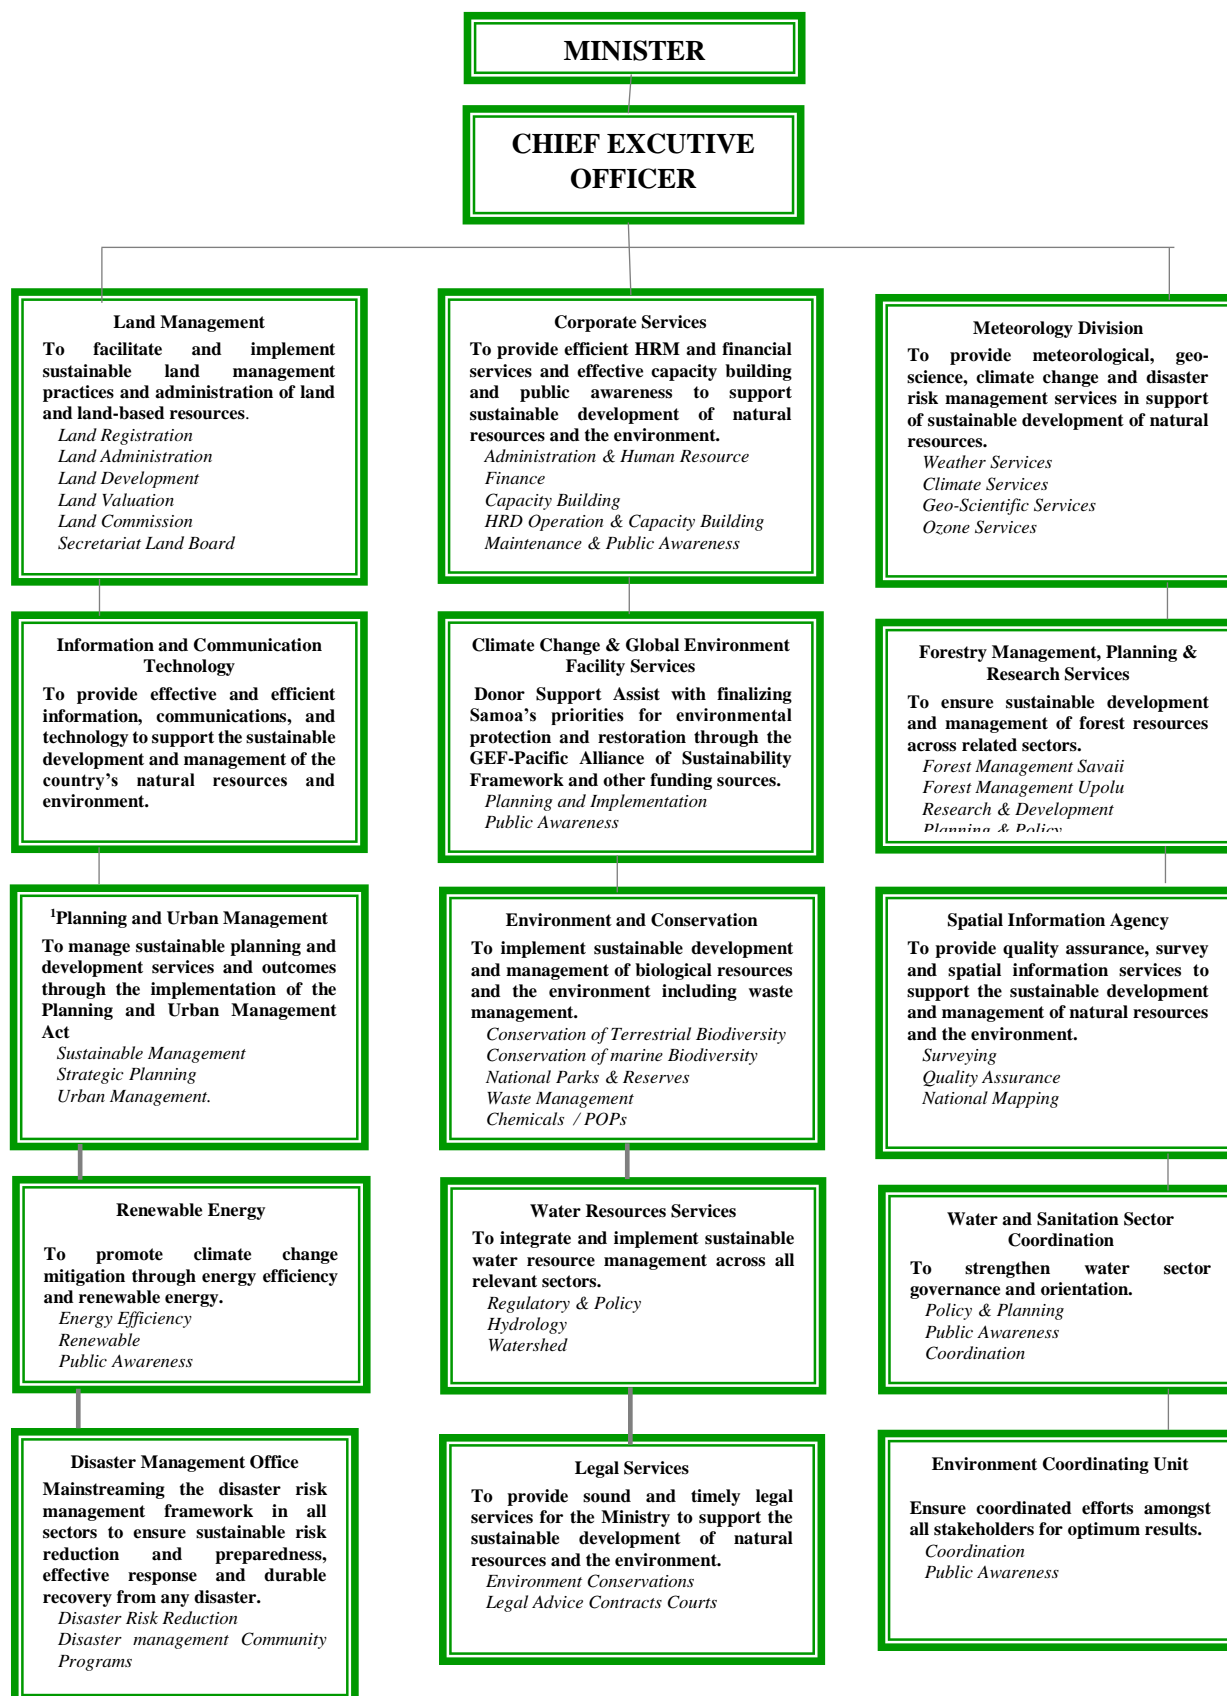 MINISTER
CHIEF EXCUTIVE
OFFICER
Land Management
To facilitate and implement
sustainable land management
practices and administration of land
and land-based resources.
Land Registration
Land Administration
Land Development
Land Valuation
Land Commission
Secretariat Land Board
Corporate Services
To provide efficient HRM and financial
services and effective capacity building
and public awareness to support
sustainable development of natural
resources and the environment.
Administration & Human Resource
Finance
Capacity Building
HRD Operation & Capacity Building
Maintenance & Public Awareness
Meteorology Division
To provide meteorological, geo-
science, climate change and disaster
risk management services in support
of sustainable development of natural
resources.
Weather Services
Climate Services
Geo-Scientific Services
Ozone Services
Information and Communication
Technology
To provide effective and efficient
information, communications, and
technology to support the sustainable
development and management of the
country’s natural resources and
environment.
Climate Change & Global Environment
Facility Services
Donor Support Assist with finalizing
Samoa’s priorities for environmental
protection and restoration through the
GEF-Pacific Alliance of Sustainability
Framework and other funding sources.
Planning and Implementation
Public Awareness
Forestry Management, Planning &
Research Services
To ensure sustainable development
and management of forest resources
across related sectors.
Forest Management Savaii
Forest Management Upolu
Research & Development
Planning & Policy
¹Planning and Urban Management
To manage sustainable planning and
development services and outcomes
through the implementation of the
Planning and Urban Management
Act
Sustainable Management
Strategic Planning
Urban Management.
Environment and Conservation
To implement sustainable development
and management of biological resources
and the environment including waste
management.
Conservation of Terrestrial Biodiversity
Conservation of marine Biodiversity
National Parks & Reserves
Waste Management
Chemicals / POPs
Spatial Information Agency
To provide quality assurance, survey
and spatial information services to
support the sustainable development
and management of natural resources
and the environment.
Surveying
Quality Assurance
National Mapping
Renewable Energy
To promote climate change
mitigation through energy efficiency
and renewable energy.
Energy Efficiency
Renewable
Public Awareness
Water Resources Services
To integrate and implement sustainable
water resource management across all
relevant sectors.
Regulatory & Policy
Hydrology
Watershed
Water and Sanitation Sector
Coordination
To strengthen water sector
governance and orientation.
Policy & Planning
Public Awareness
Coordination
Disaster Management Office
Mainstreaming the disaster risk
management framework in all
sectors to ensure sustainable risk
reduction and preparedness,
effective response and durable
recovery from any disaster.
Disaster Risk Reduction
Disaster management Community
Programs
Legal Services
To provide sound and timely legal
services for the Ministry to support the
sustainable development of natural
resources and the environment.
Environment Conservations
Legal Advice Contracts Courts
Environment Coordinating Unit
Ensure coordinated efforts amongst
all stakeholders for optimum results.
Coordination
Public Awareness